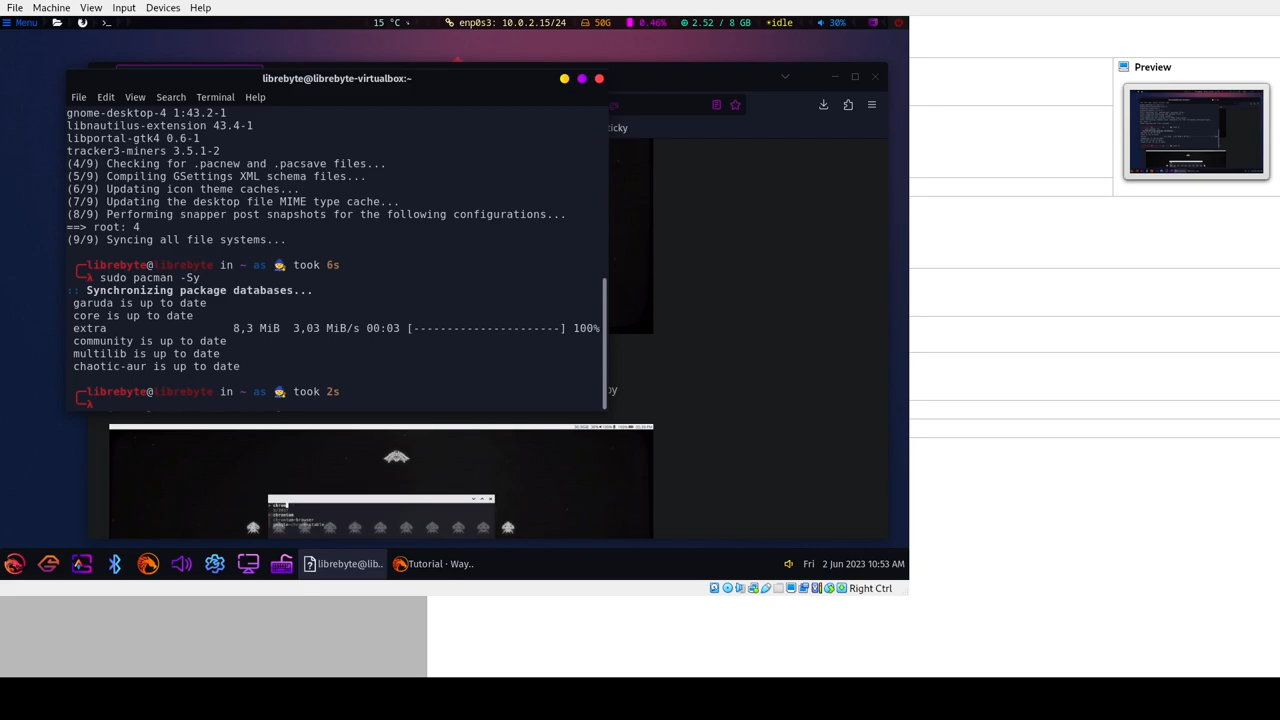 File Machine View Input Devices Help
Menu
15 °C
enp0s3: 10.0.2.15/24
50G
0.46%
2.52 / 8 GB
idle
30%
Preview
librebyte@librebyte-virtualbox:~
File Edit View Search Terminal Help
gnome-desktop-4 1:43.2-1
libnautilus-extension 43.4-1
libportal-gtk4 0.6-1
tracker3-miners 3.5.1-2
(4/9) Checking for .pacnew and .pacsave files...
(5/9) Compiling GSettings XML schema files...
(6/9) Updating icon theme caches...
(7/9) Updating the desktop file MIME type cache...
(8/9) Performing snapper post snapshots for the following configurations...
==> root: 4
(9/9) Syncing all file systems...
librebyte@librebyte in ~ as took 6s
λ sudo pacman -Sy
:: Synchronizing package databases...
garuda is up to date
core is up to date
extra 8,3 MiB 3,03 MiB/s 00:03 [----------------------] 100%
community is up to date
multilib is up to date
chaotic-aur is up to date
librebyte@librebyte in ~ as took 2s
λ
icky
py
librebyte@lib..
Tutorial - Way..
Fri 2 Jun 2023 10:53 AM
Right Ctrl